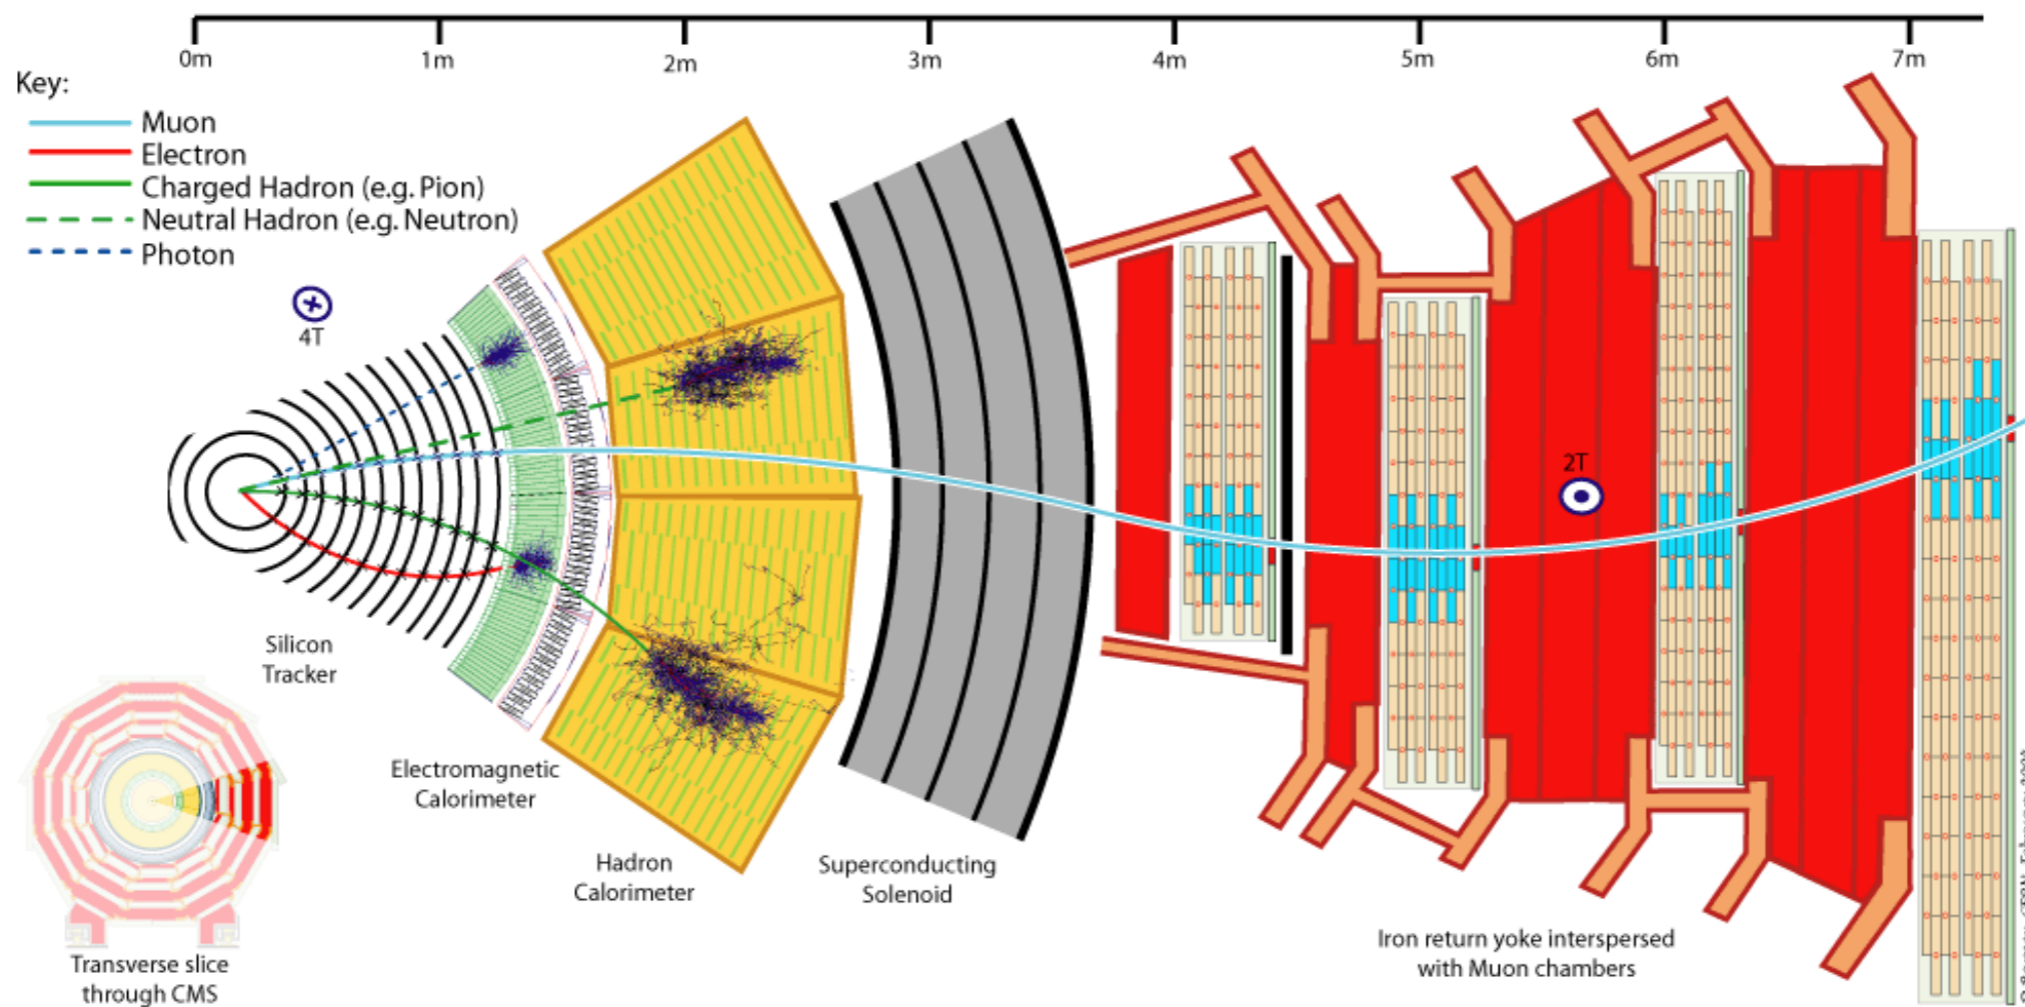 0m
1m
2m
3m
4m
5m
6m
7m
Key:
Muon
Electron
Charged Hadron (e.g. Pion)
Neutral Hadron (e.g. Neutron)
Photon
4T
2T
Silicon
Tracker
Electromagnetic
Calorimeter
Hadron
Calorimeter
Superconducting
Solenoid
Iron return yoke interspersed
with Muon chambers
Transverse slice
through CMS